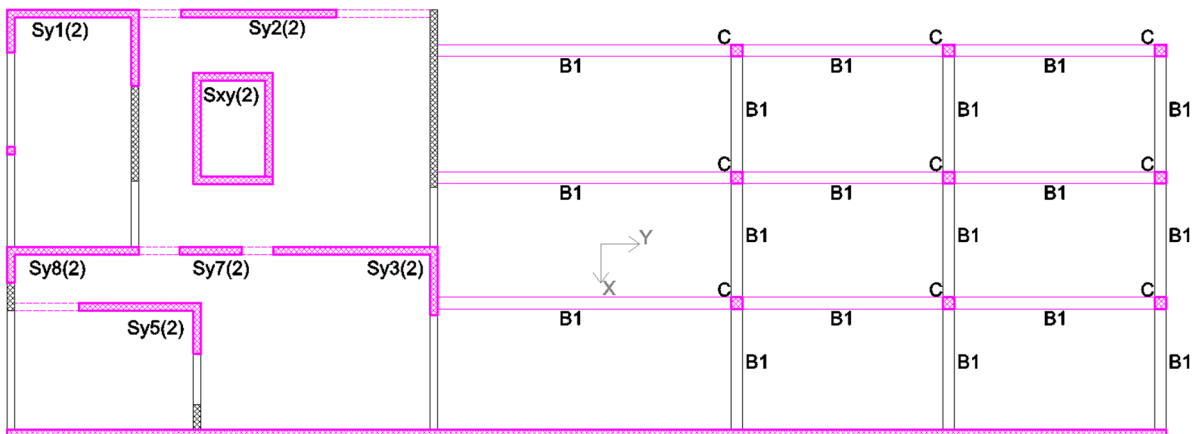 Sy1(2) Sy2(2) C C C
B1 B1 B1
Sxy(2) B1 B1 B1
C C C
B1 B1 B1
Y B1 B1 B1
Sy8(2) Sy7(2) Sy3(2)
X C C C
B1 B1 B1
Sy5(2)
B1 B1 B1